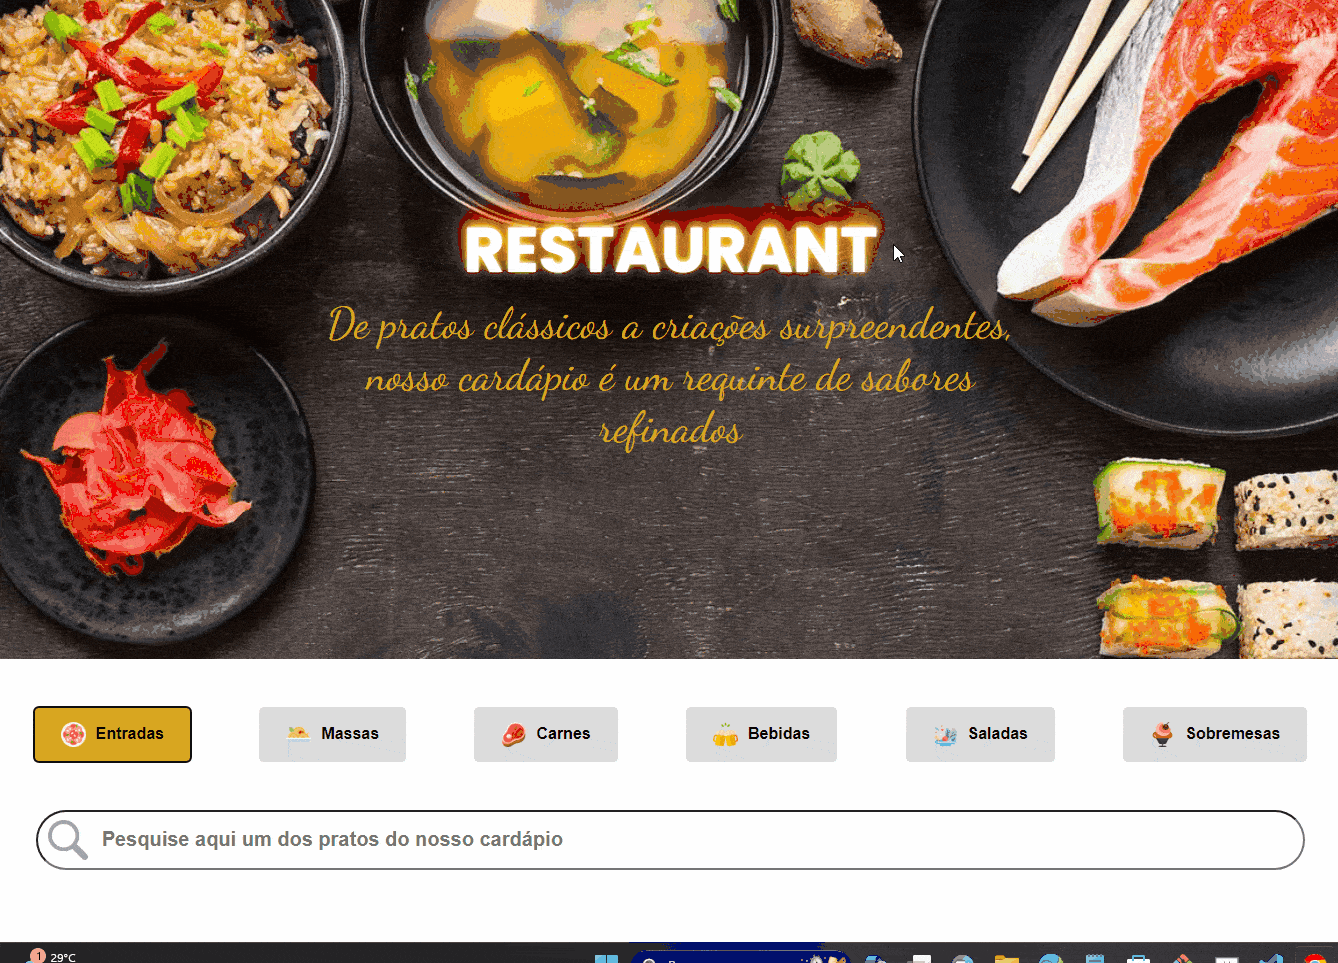 RESTAURANT
De pratos clássicos a criações surpreendentes,
nosso cardápio é um requinte de sabores
refinados
Entradas
Massas
Carnes
Bebidas
Saladas
Sobremesas
Pesquise aqui um dos pratos do nosso cardápio
1
29°C